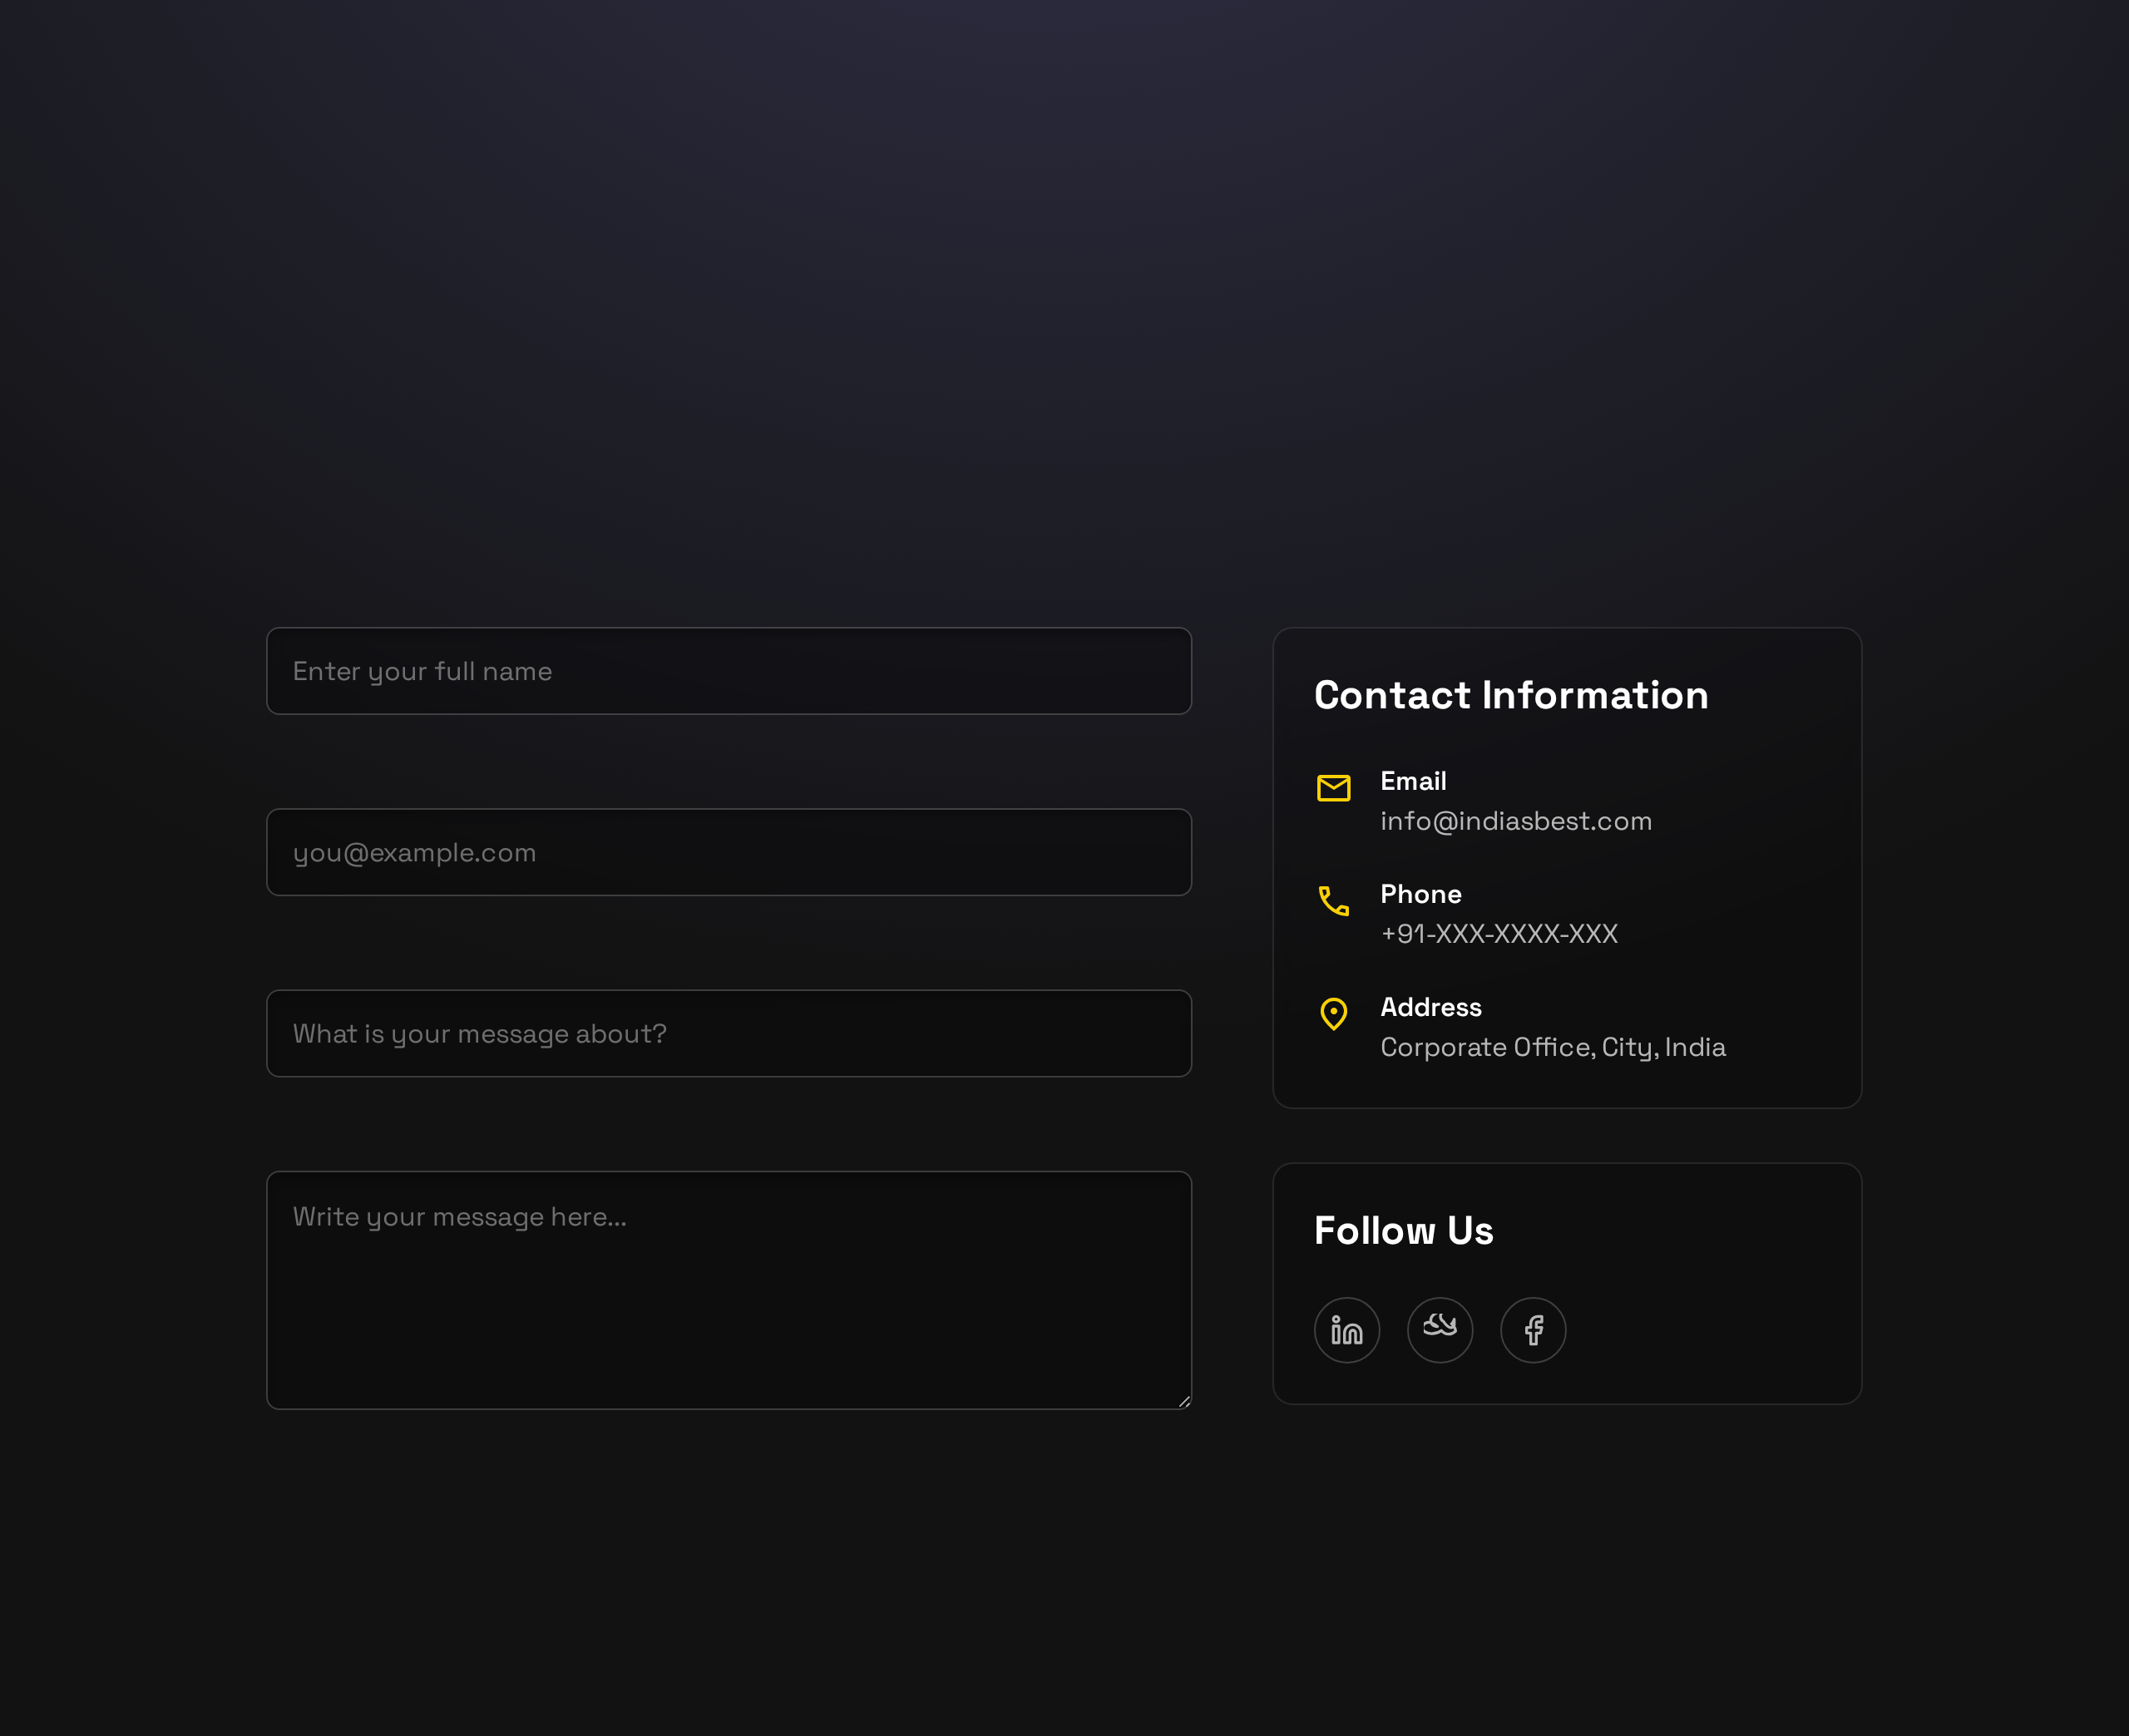 Enter your full name
you@example.com
What is your message about?
Write your message here...
Contact Information
Email
info@indiasbest.com
Phone
+91-XXX-XXXX-XXX
Address
Corporate Office, City, India
Follow Us